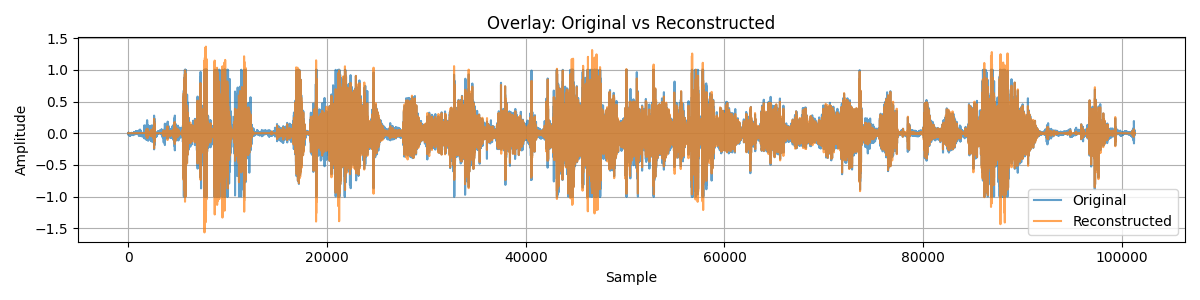 Overlay: Original vs Reconstructed
1.5
1.0
0.5
0.0
−0.5
−1.0
−1.5
Amplitude
Original
Reconstructed
0 20000 40000 60000 80000 100000
Sample